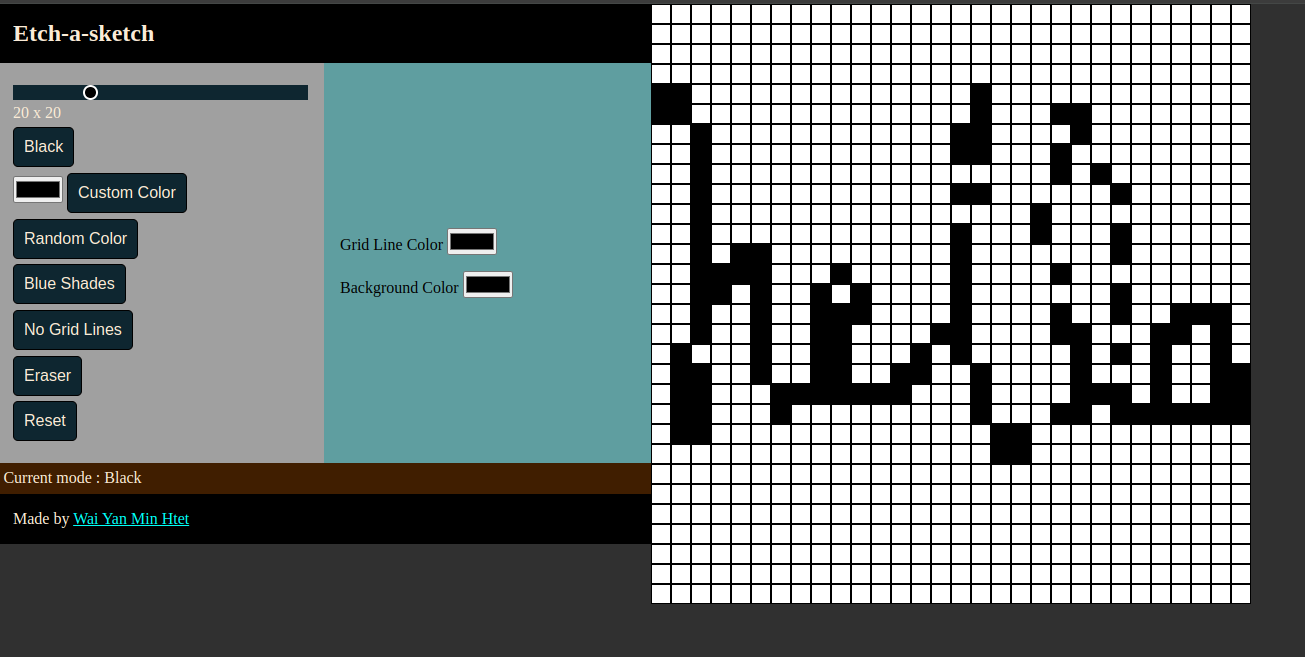 Etch-a-sketch
20 x 20
Black
Custom Color
Random Color
Blue Shades
No Grid Lines
Eraser
Reset
Grid Line Color
Background Color
Current mode : Black
Made by Wai Yan Min Htet